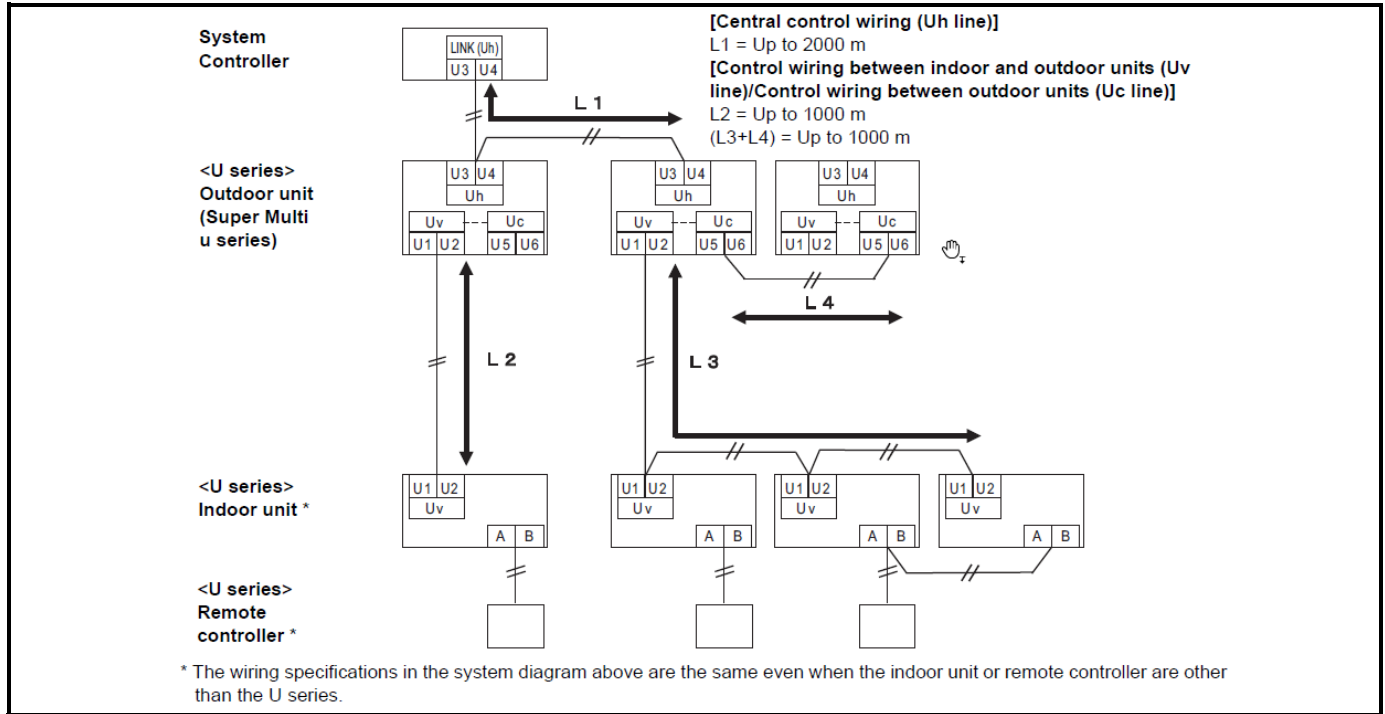 System
Controller
LINK (Uh)
U3 U4
[Central control wiring (Uh line)]
L1 = Up to 2000 m
[Control wiring between indoor and outdoor units (Uv
line)/Control wiring between outdoor units (Uc line)]
L2 = Up to 1000 m
(L3+L4) = Up to 1000 m
L 1
<U series>
Outdoor unit
(Super Multi
u series)
U3 U4
Uh
Uv Uc
U1 U2 U5 U6
U3 U4
Uh
Uv Uc
U1 U2 U5 U6
U3 U4
Uh
Uv Uc
U1 U2 U5 U6
L 4
L 2
L 3
<U series>
Indoor unit *
U1 U2
Uv
A B
U1 U2
Uv
A B
U1 U2
Uv
A B
U1 U2
Uv
A B
<U series>
Remote
controller *
* The wiring specifications in the system diagram above are the same even when the indoor unit or remote controller are other
than the U series.